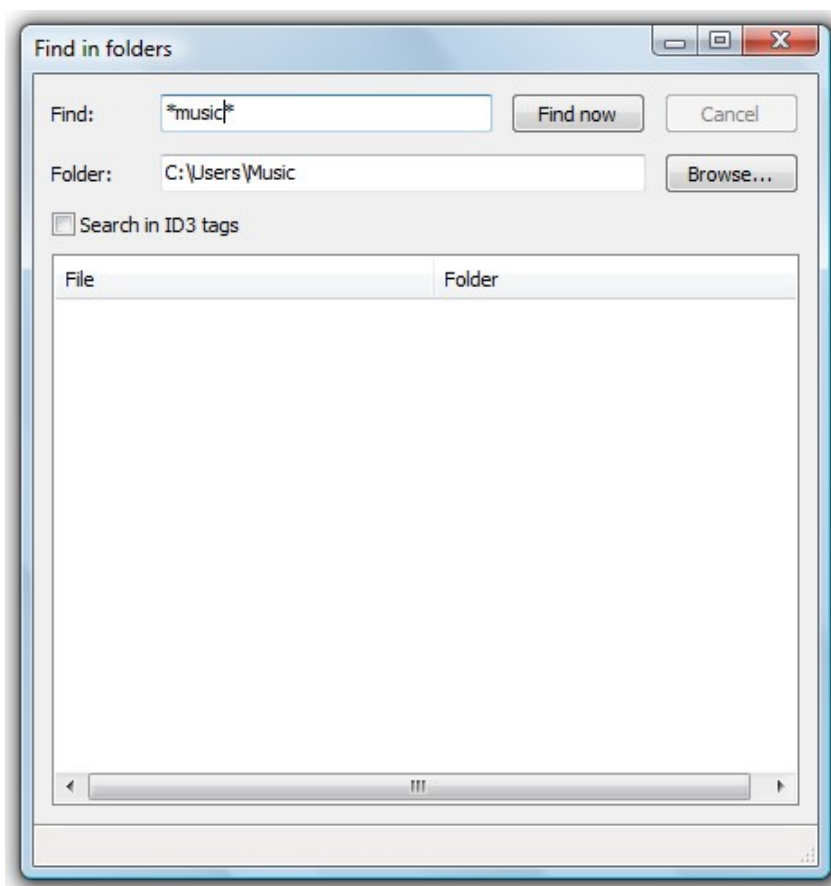 Find in folders
Find: *music* Find now Cancel
Folder: C:\Users\Music Browse...
Search in ID3 tags
File Folder